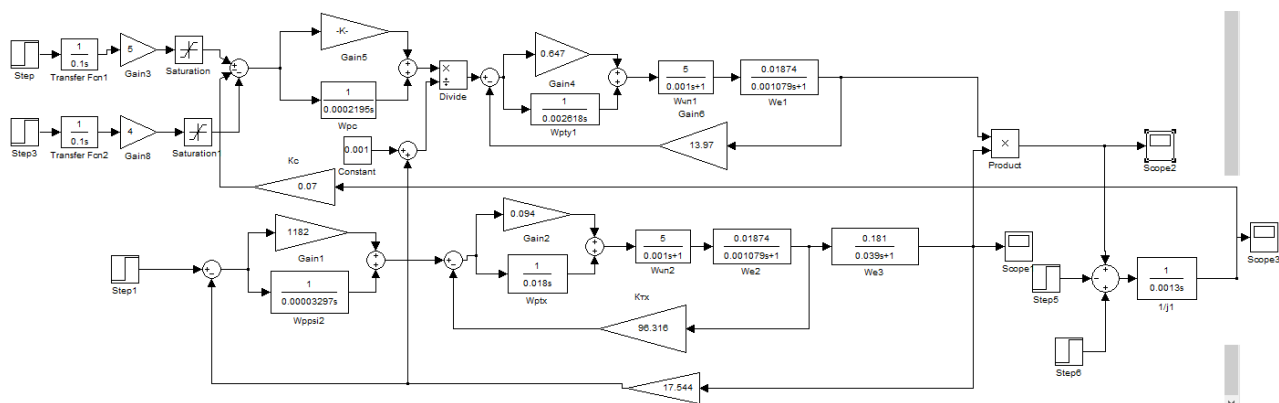 Step
1
0.1s
Transfer Fcn1
5
Gain3
Saturation
-K-
Gain5
1
0.0002195s
Wpc
×
÷
Divide
0.647
Gain4
1
0.002618s
Wpty1
5
0.001s+1
Wип1
Gain6
0.01874
0.001079s+1
We1
13.97
×
Product
Scope2
Step3
1
0.1s
Transfer Fcn2
4
Gain8
Saturation1
0.001
Constant
Kc
0.07
Step1
1182
Gain1
1
0.00003297s
Wppsi2
0.094
Gain2
1
0.018s
Wptx
5
0.001s+1
Wип2
0.01874
0.001079s+1
We2
0.181
0.039s+1
We3
Kтx
96.316
17.544
Scope1
Step5
Step6
1
0.0013s
1/j1
Scope3